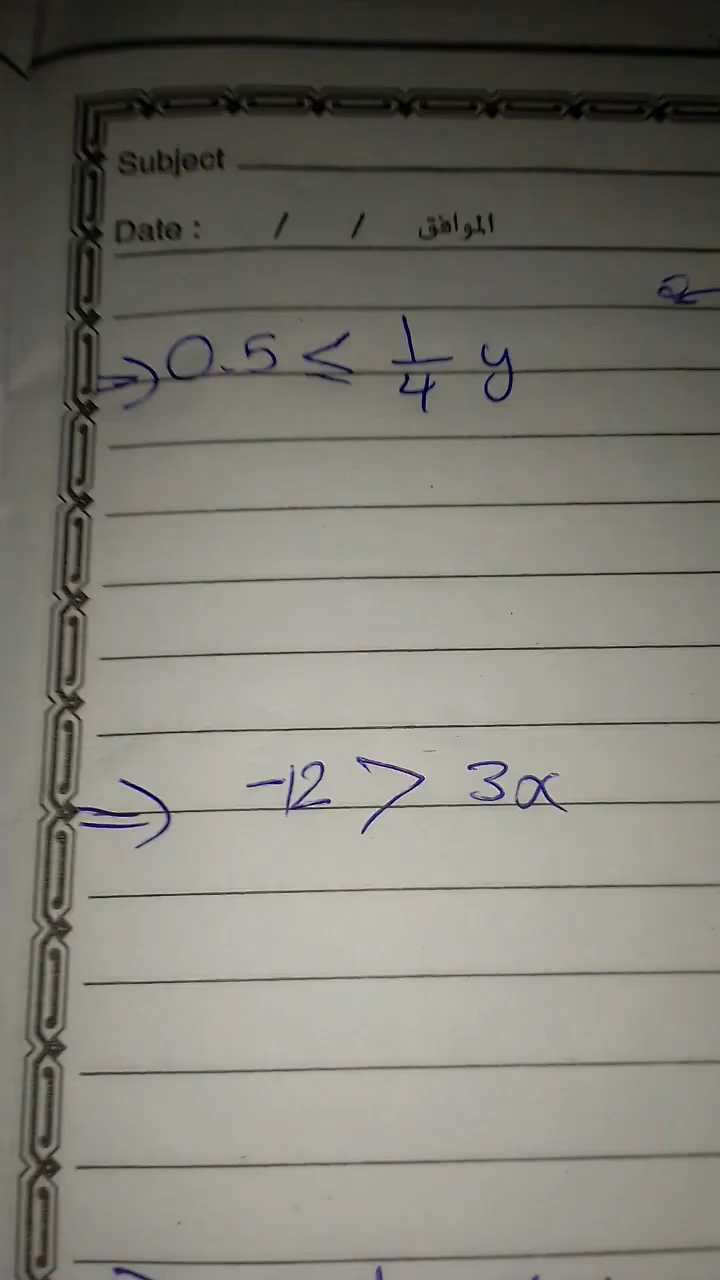 Subject
Date : / / الموافق
⇒ 0.5 ≤ 1/4 y
⇒ -12 > 3x